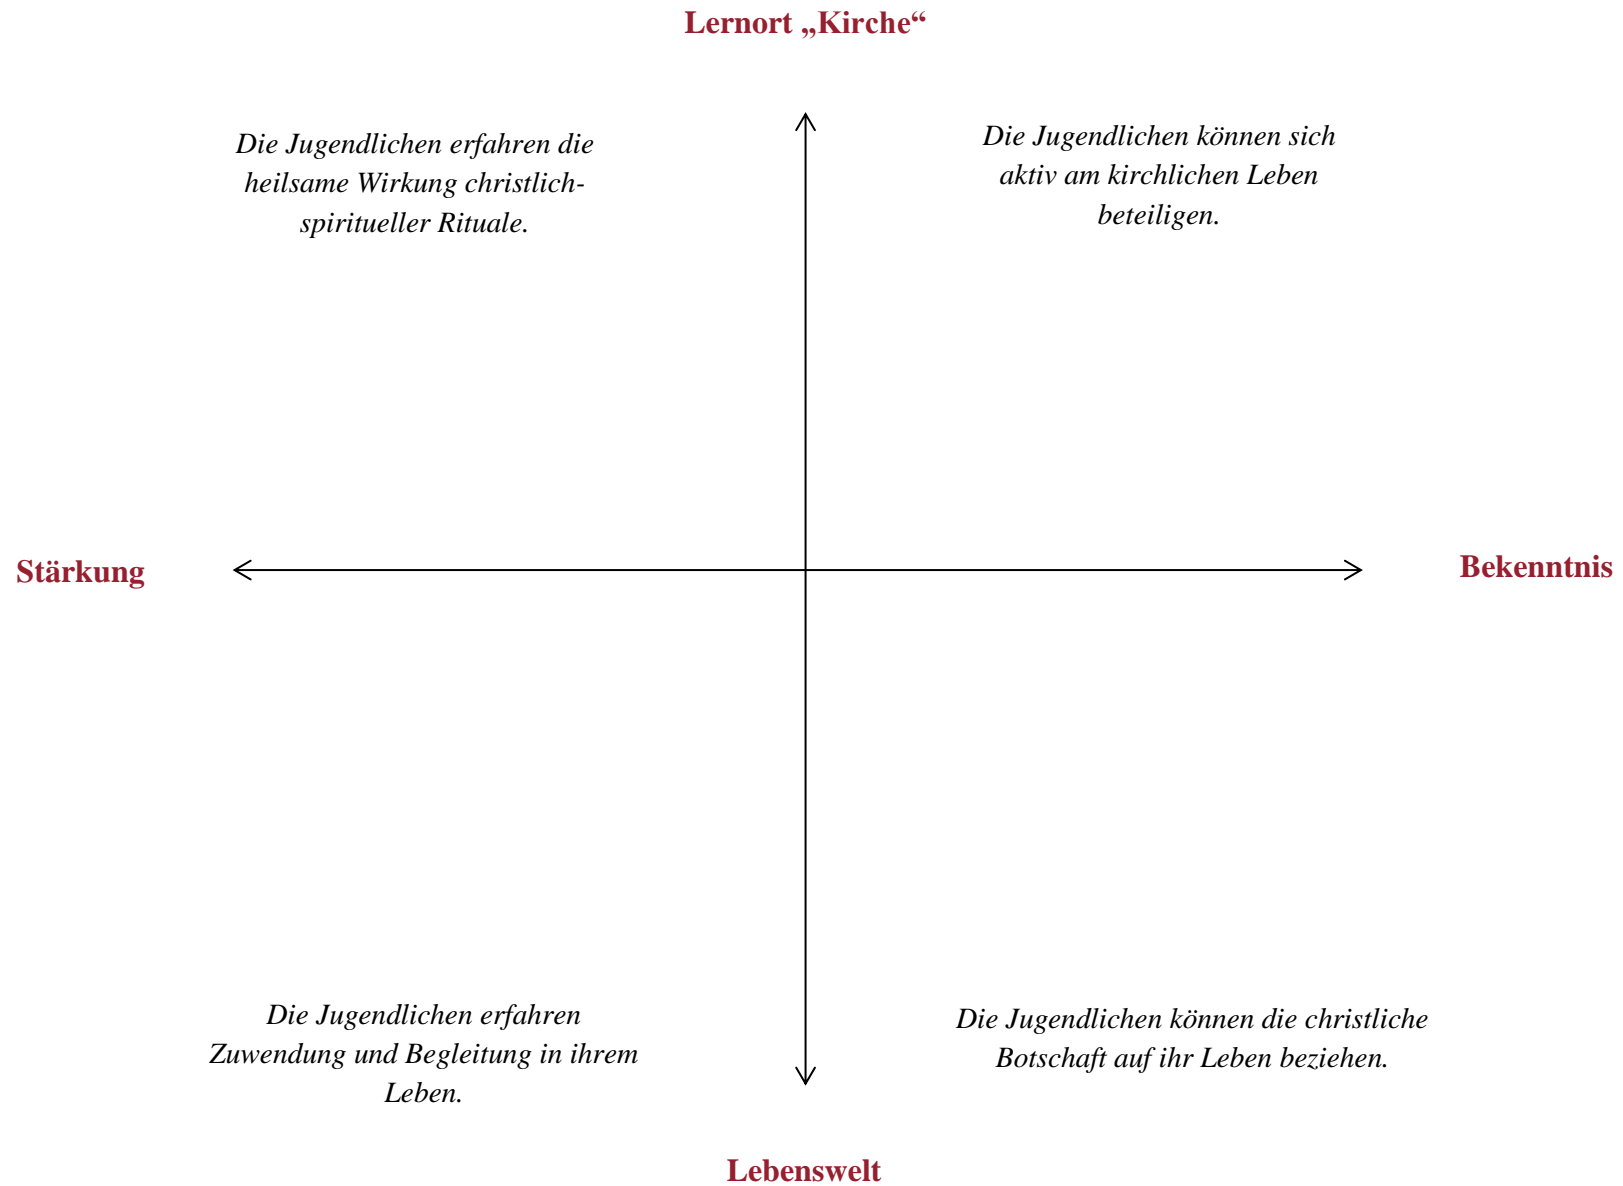 Lernort „Kirche“
Die Jugendlichen erfahren die
heilsame Wirkung christlich-
spiritueller Rituale.
Die Jugendlichen können sich
aktiv am kirchlichen Leben
beteiligen.
Stärkung
Bekenntnis
Die Jugendlichen erfahren
Zuwendung und Begleitung in ihrem
Leben.
Die Jugendlichen können die christliche
Botschaft auf ihr Leben beziehen.
Lebenswelt